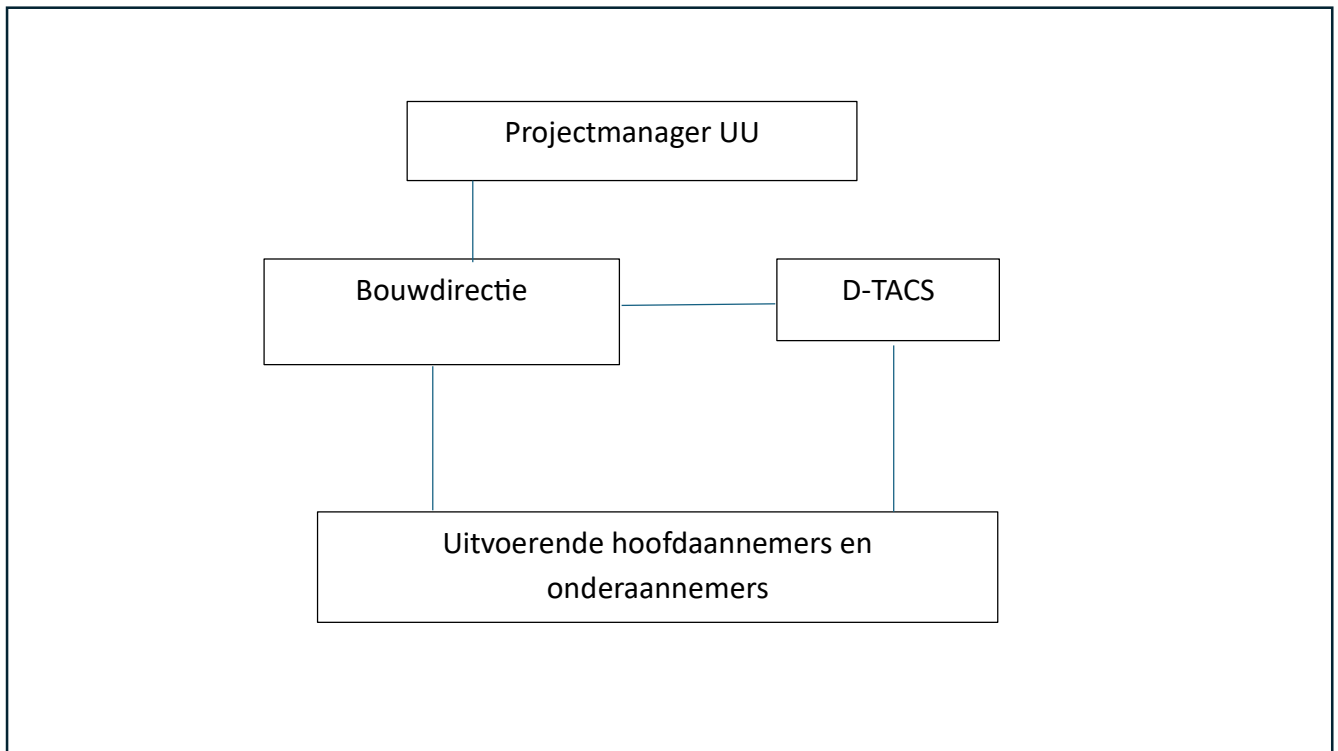 Projectmanager UU
Bouwdirectie
D-TACS
Uitvoerende hoofdaannemers en
onderaannemers